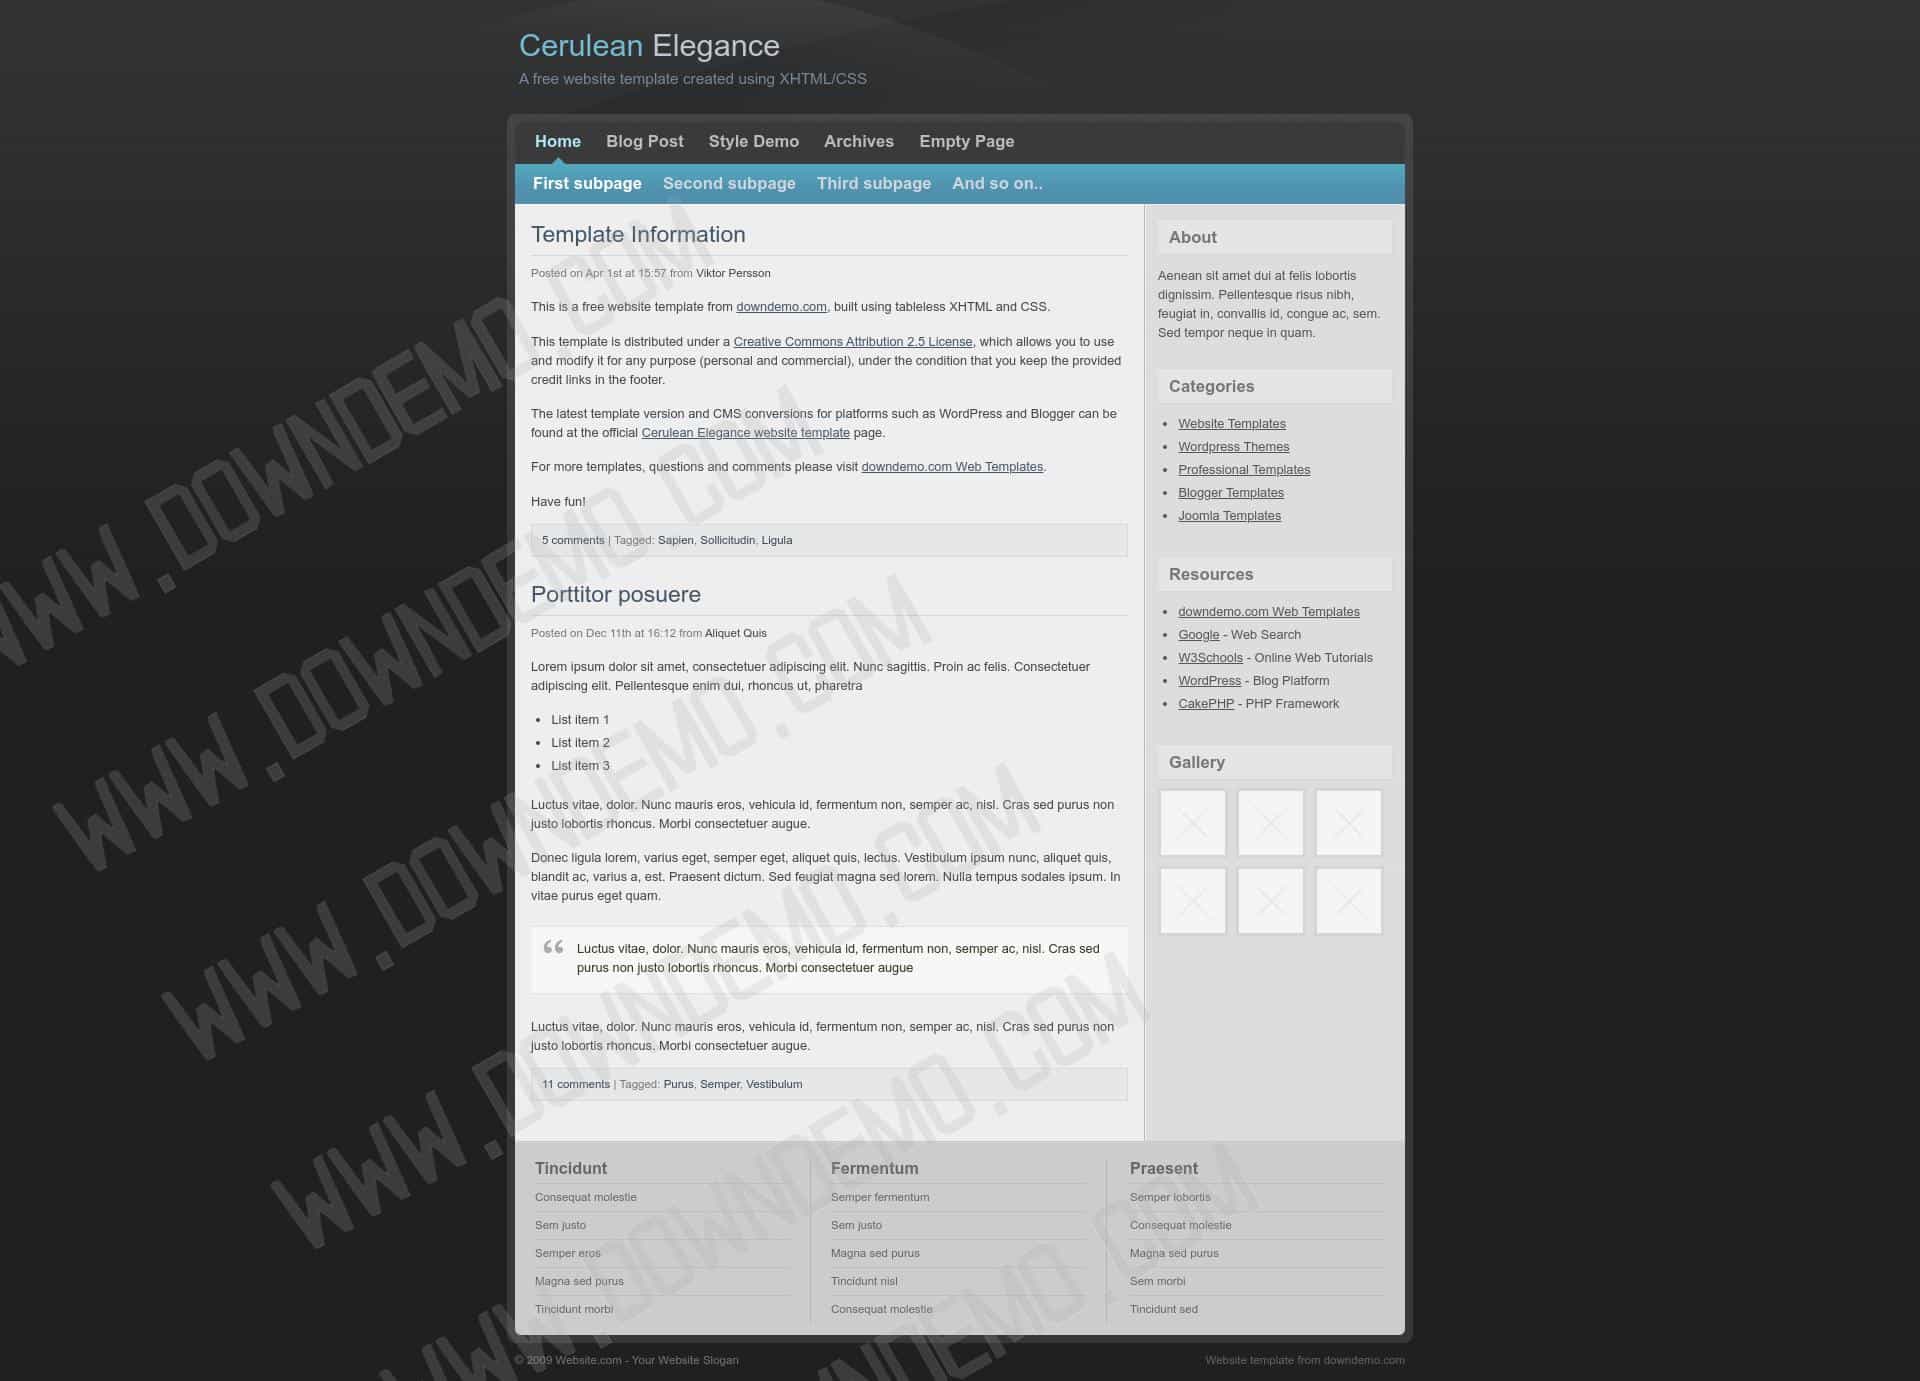 Cerulean Elegance
A free website template created using XHTML/CSS
Home Blog Post Style Demo Archives Empty Page
First subpage Second subpage Third subpage And so on..
Template Information
Posted on Apr 1st at 15:57 from Viktor Persson
This is a free website template from downdemo.com, built using tableless XHTML and CSS.
This template is distributed under a Creative Commons Attribution 2.5 License, which allows you to use
and modify it for any purpose (personal and commercial), under the condition that you keep the provided
credit links in the footer.
The latest template version and CMS conversions for platforms such as WordPress and Blogger can be
found at the official Cerulean Elegance website template page.
For more templates, questions and comments please visit downdemo.com Web Templates.
Have fun!
5 comments | Tagged: Sapien, Sollicitudin, Ligula
Porttitor posuere
Posted on Dec 11th at 16:12 from Aliquet Quis
Lorem ipsum dolor sit amet, consectetuer adipiscing elit. Nunc sagittis. Proin ac felis. Consectetuer
adipiscing elit. Pellentesque enim dui, rhoncus ut, pharetra
• List item 1
• List item 2
• List item 3
Luctus vitae, dolor. Nunc mauris eros, vehicula id, fermentum non, semper ac, nisl. Cras sed purus non
justo lobortis rhoncus. Morbi consectetuer augue.
Donec ligula lorem, varius eget, semper eget, aliquet quis, lectus. Vestibulum ipsum nunc, aliquet quis,
blandit ac, varius a, est. Praesent dictum. Sed feugiat magna sed lorem. Nulla tempus sodales ipsum. In
vitae purus eget quam.
“ Luctus vitae, dolor. Nunc mauris eros, vehicula id, fermentum non, semper ac, nisl. Cras sed
purus non justo lobortis rhoncus. Morbi consectetuer augue
Luctus vitae, dolor. Nunc mauris eros, vehicula id, fermentum non, semper ac, nisl. Cras sed purus non
justo lobortis rhoncus. Morbi consectetuer augue.
11 comments | Tagged: Purus, Semper, Vestibulum
About
Aenean sit amet dui at felis lobortis
dignissim. Pellentesque risus nibh,
feugiat in, convallis id, congue ac, sem.
Sed tempor neque in quam.
Categories
• Website Templates
• Wordpress Themes
• Professional Templates
• Blogger Templates
• Joomla Templates
Resources
• downdemo.com Web Templates
• Google - Web Search
• W3Schools - Online Web Tutorials
• WordPress - Blog Platform
• CakePHP - PHP Framework
Gallery
Tincidunt
Consequat molestie
Sem justo
Semper eros
Magna sed purus
Tincidunt morbi
Fermentum
Semper fermentum
Sem justo
Magna sed purus
Tincidunt nisl
Consequat molestie
Praesent
Semper lobortis
Consequat molestie
Magna sed purus
Sem morbi
Tincidunt sed
© 2009 Website.com - Your Website Slogan
Website template from downdemo.com
WWW.DOWNDEMO.COM
WWW.DOWNDEMO.COM
WWW.DOWNDEMO.COM
WWW.DOWNDEMO.COM
WWW.DOWNDEMO.COM
DOWNDEMO.COM